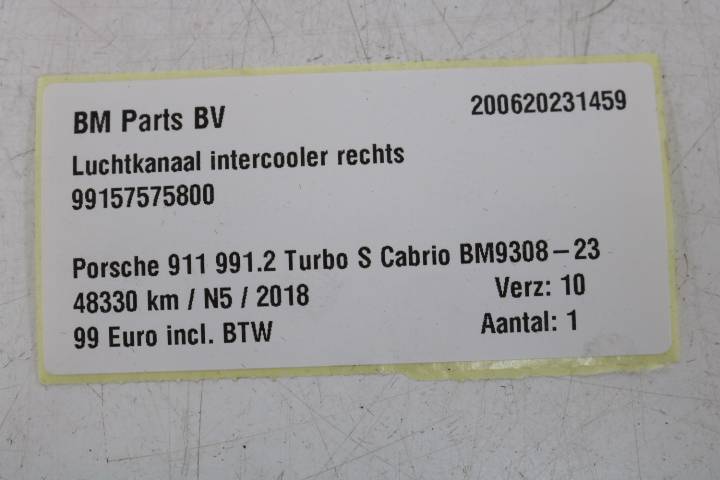 BM Parts BV 200620231459
Luchtkanaal intercooler rechts
99157575800
Porsche 911 991.2 Turbo S Cabrio BM9308-23
48330 km / N5 / 2018 Verz: 10
99 Euro incl. BTW Aantal: 1